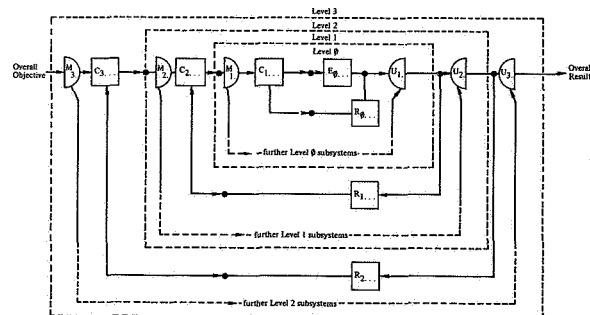 Level 3
Level 2
Level 1
Level Ø
Overall
Objective
M3.
C3...
M2.
C2...
M1.
C1...
EØ...
U1.
U2.
U3.
Overall
Result
RØ...
further Level Ø subsystems
R1...
further Level 1 subsystems
R2...
further Level 2 subsystems